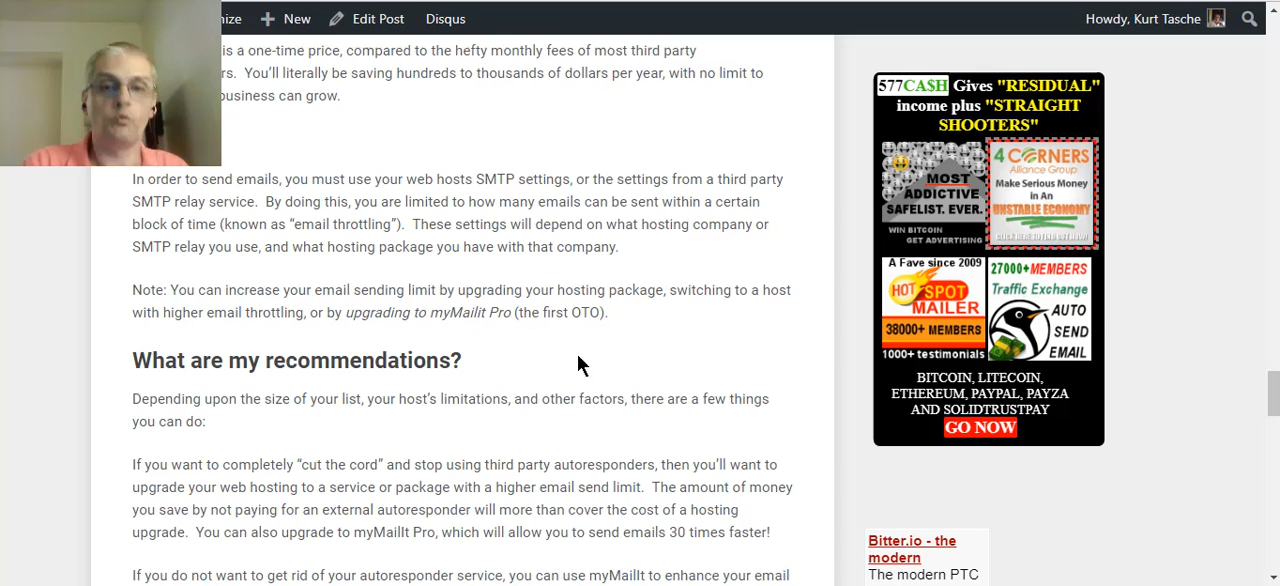 ize
New
Edit Post
Disqus
Howdy, Kurt Tasche
is a one-time price, compared to the hefty monthly fees of most third party
rs. You'll literally be saving hundreds to thousands of dollars per year, with no limit to
business can grow.
In order to send emails, you must use your web hosts SMTP settings, or the settings from a third party
SMTP relay service. By doing this, you are limited to how many emails can be sent within a certain
block of time (known as “email throttling”). These settings will depend on what hosting company or
SMTP relay you use, and what hosting package you have with that company.
Note: You can increase your email sending limit by upgrading your hosting package, switching to a host
with higher email throttling, or by upgrading to myMailit Pro (the first OTO).
What are my recommendations?
Depending upon the size of your list, your host's limitations, and other factors, there are a few things
you can do:
If you want to completely “cut the cord” and stop using third party autoresponders, then you'll want to
upgrade your web hosting to a service or package with a higher email send limit. The amount of money
you save by not paying for an external autoresponder will more than cover the cost of a hosting
upgrade. You can also upgrade to myMailIt Pro, which will allow you to send emails 30 times faster!
If you do not want to get rid of your autoresponder service, you can use myMailIt to enhance your email
577CA$H Gives "RESIDUAL"
income plus "STRAIGHT
SHOOTERS"
MOST
ADDICTIVE
SAFELIST. EVER.
WIN BITCOIN
GET ADVERTISING
4 CORNERS
Alliance Group
Make Serious Money
in An
UNSTABLE ECONOMY
A Fave since 2009
HOT SPOT
MAILER
38000+ MEMBERS
1000+ testimonials
27000+MEMBERS
Traffic Exchange
AUTO
SEND
EMAIL
BITCOIN, LITECOIN,
ETHEREUM, PAYPAL, PAYZA
AND SOLIDTRUSTPAY
GO NOW
Bitter.io - the
modern
The modern PTC